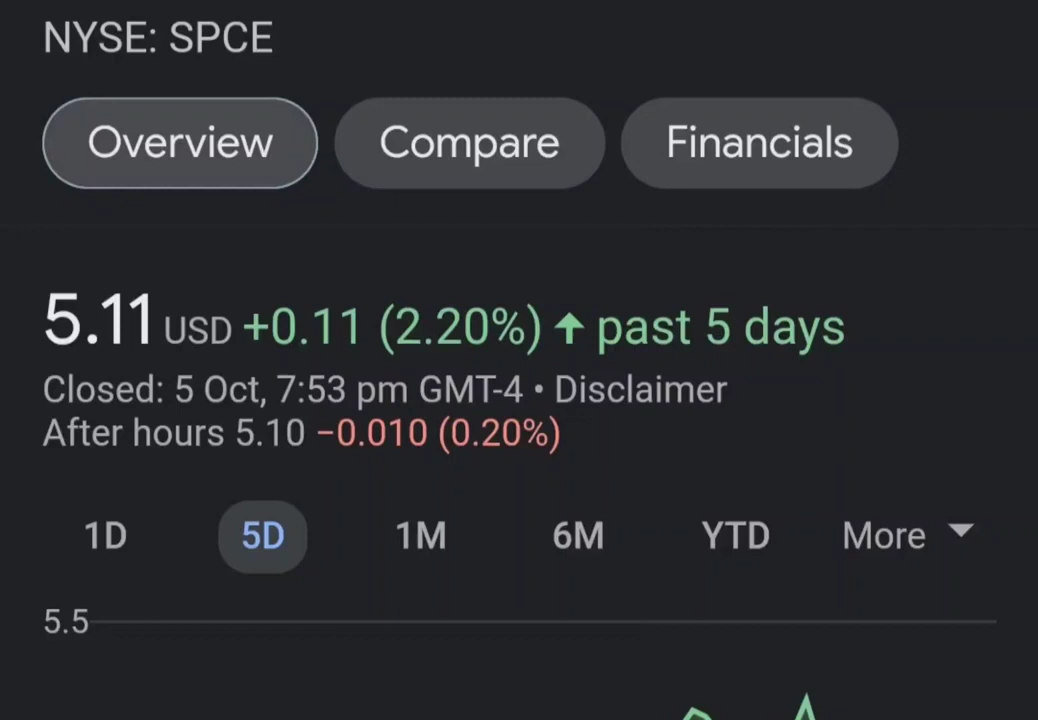 NYSE: SPCE
Overview Compare Financials
5.11 USD +0.11 (2.20%) ↑ past 5 days
Closed: 5 Oct, 7:53 pm GMT-4 • Disclaimer
After hours 5.10 −0.010 (0.20%)
1D 5D 1M 6M YTD More
5.5